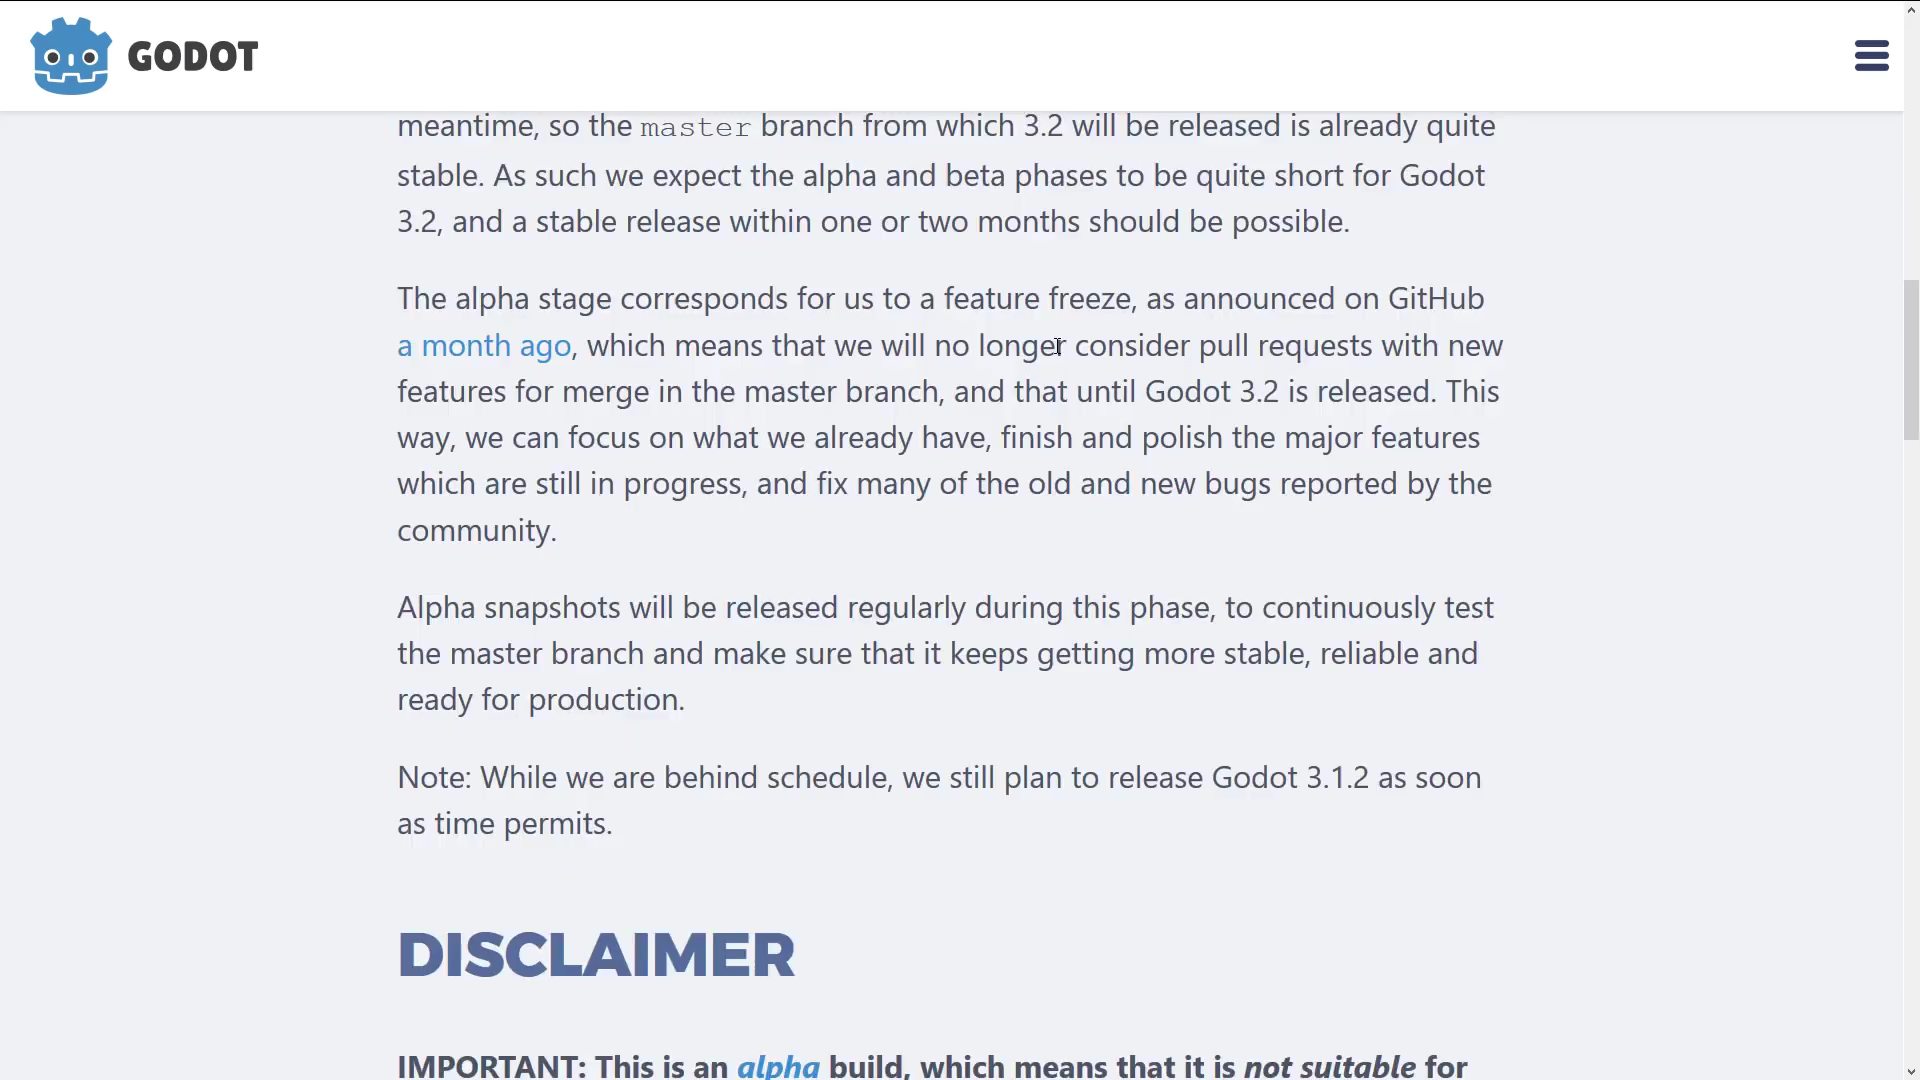 GODOT
meantime, so the master branch from which 3.2 will be released is already quite
stable. As such we expect the alpha and beta phases to be quite short for Godot
3.2, and a stable release within one or two months should be possible.
The alpha stage corresponds for us to a feature freeze, as announced on GitHub
a month ago, which means that we will no longer consider pull requests with new
features for merge in the master branch, and that until Godot 3.2 is released. This
way, we can focus on what we already have, finish and polish the major features
which are still in progress, and fix many of the old and new bugs reported by the
community.
Alpha snapshots will be released regularly during this phase, to continuously test
the master branch and make sure that it keeps getting more stable, reliable and
ready for production.
Note: While we are behind schedule, we still plan to release Godot 3.1.2 as soon
as time permits.
DISCLAIMER
IMPORTANT: This is an alpha build, which means that it is not suitable for